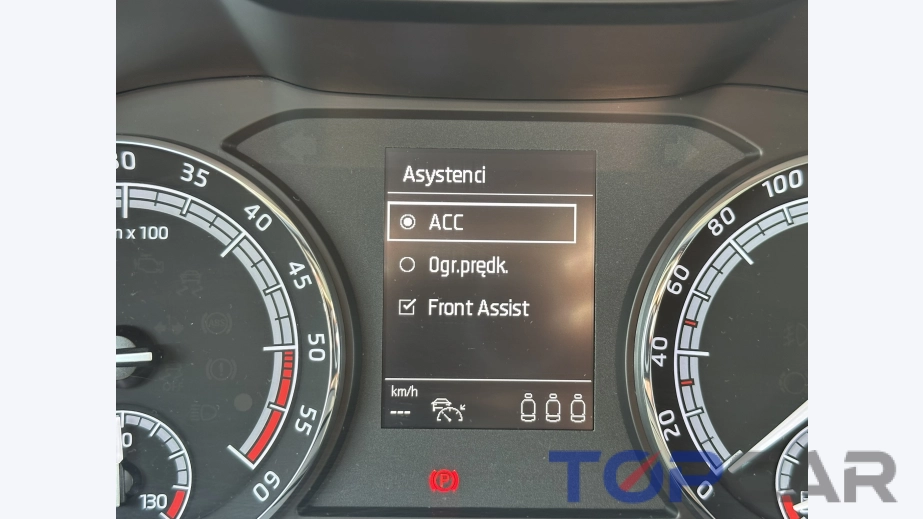 Asystenci
ACC
Ogr.prędk.
Front Assist
km/h
---
35
40
45
50
55
60
x 100
130
0
20
40
60
80
100
P
TOPCAR